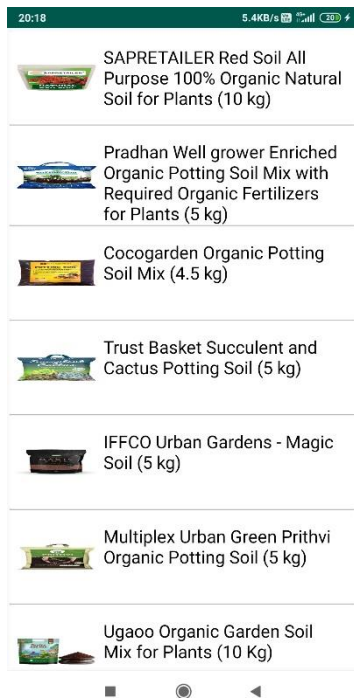 20:18
5.4KB/s
20
SAPRETAILER Red Soil All
Purpose 100% Organic Natural
Soil for Plants (10 kg)
Pradhan Well grower Enriched
Organic Potting Soil Mix with
Required Organic Fertilizers
for Plants (5 kg)
Cocogarden Organic Potting
Soil Mix (4.5 kg)
Trust Basket Succulent and
Cactus Potting Soil (5 kg)
IFFCO Urban Gardens - Magic
Soil (5 kg)
Multiplex Urban Green Prithvi
Organic Potting Soil (5 kg)
Ugaoo Organic Garden Soil
Mix for Plants (10 Kg)